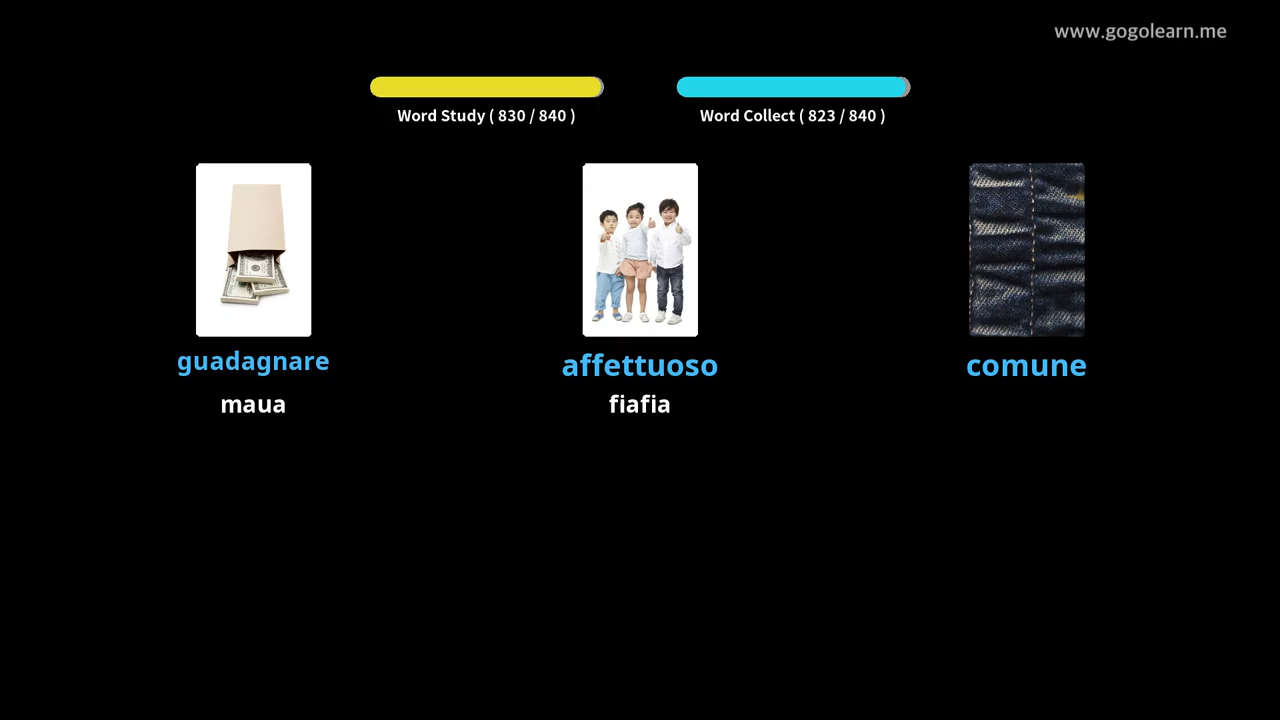 www.gogolearn.me
Word Study ( 830 / 840 )
Word Collect ( 823 / 840 )
guadagnare
maua
affettuoso
fiafia
comune